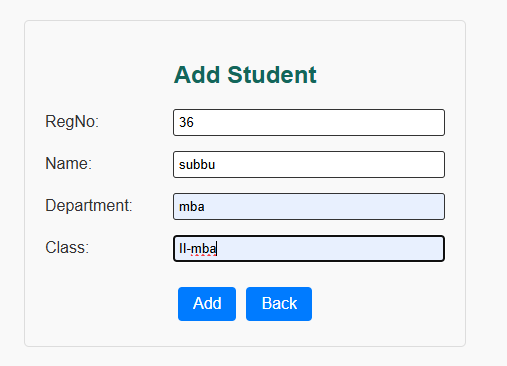 Add Student
RegNo: 36
Name: subbu
Department: mba
Class: II-mba
Add Back